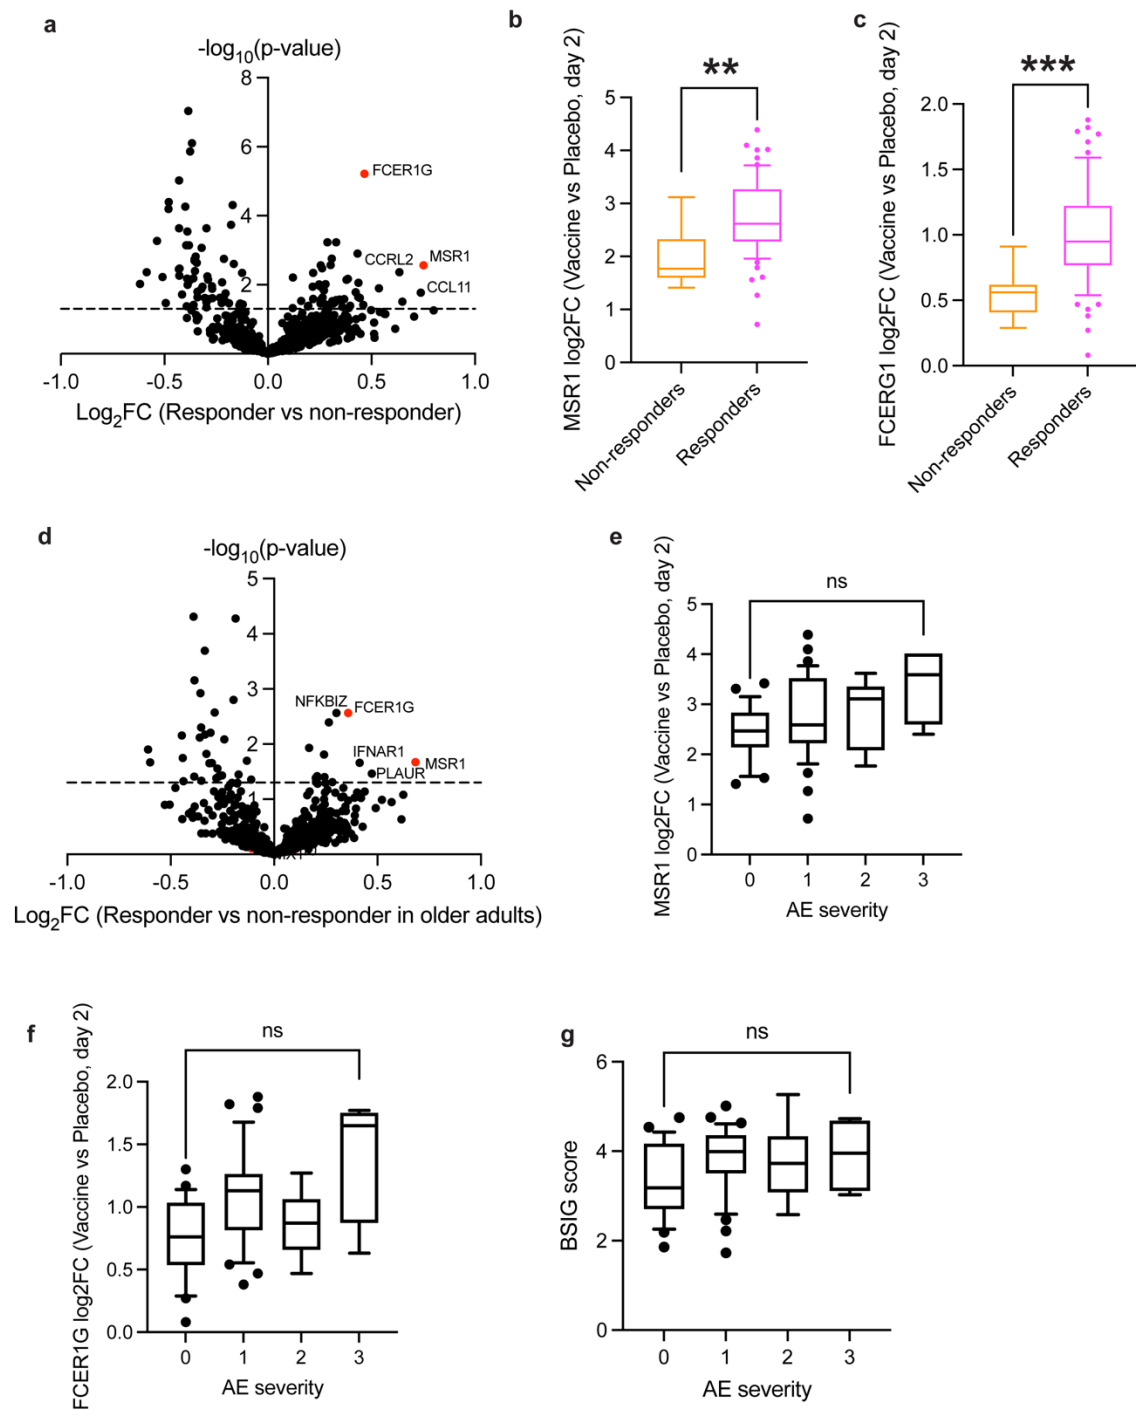 a
-log10(p-value)
8
6
4
2
FCER1G
CCRL2
MSR1
CCL11
-1.0 -0.5 0.0 0.5 1.0
Log2FC (Responder vs non-responder)
b
MSR1 log2FC (Vaccine vs Placebo, day 2)
**
5
4
3
2
1
0
Non-responders
Responders
c
FCERG1 log2FC (Vaccine vs Placebo, day 2)
***
2.0
1.5
1.0
0.5
0.0
Non-responders
Responders
d
-log10(p-value)
5
4
3
2
1
NFKBIZ
FCER1G
IFNAR1
MSR1
PLAUR
-1.0 -0.5 0.0 0.5 1.0
Log2FC (Responder vs non-responder in older adults)
e
MSR1 log2FC (Vaccine vs Placebo, day 2)
ns
5
4
3
2
1
0
0 1 2 3
AE severity
f
FCER1G log2FC (Vaccine vs Placebo, day 2)
ns
2.0
1.5
1.0
0.5
0.0
0 1 2 3
AE severity
g
BSIG score
ns
6
4
2
0
0 1 2 3
AE severity